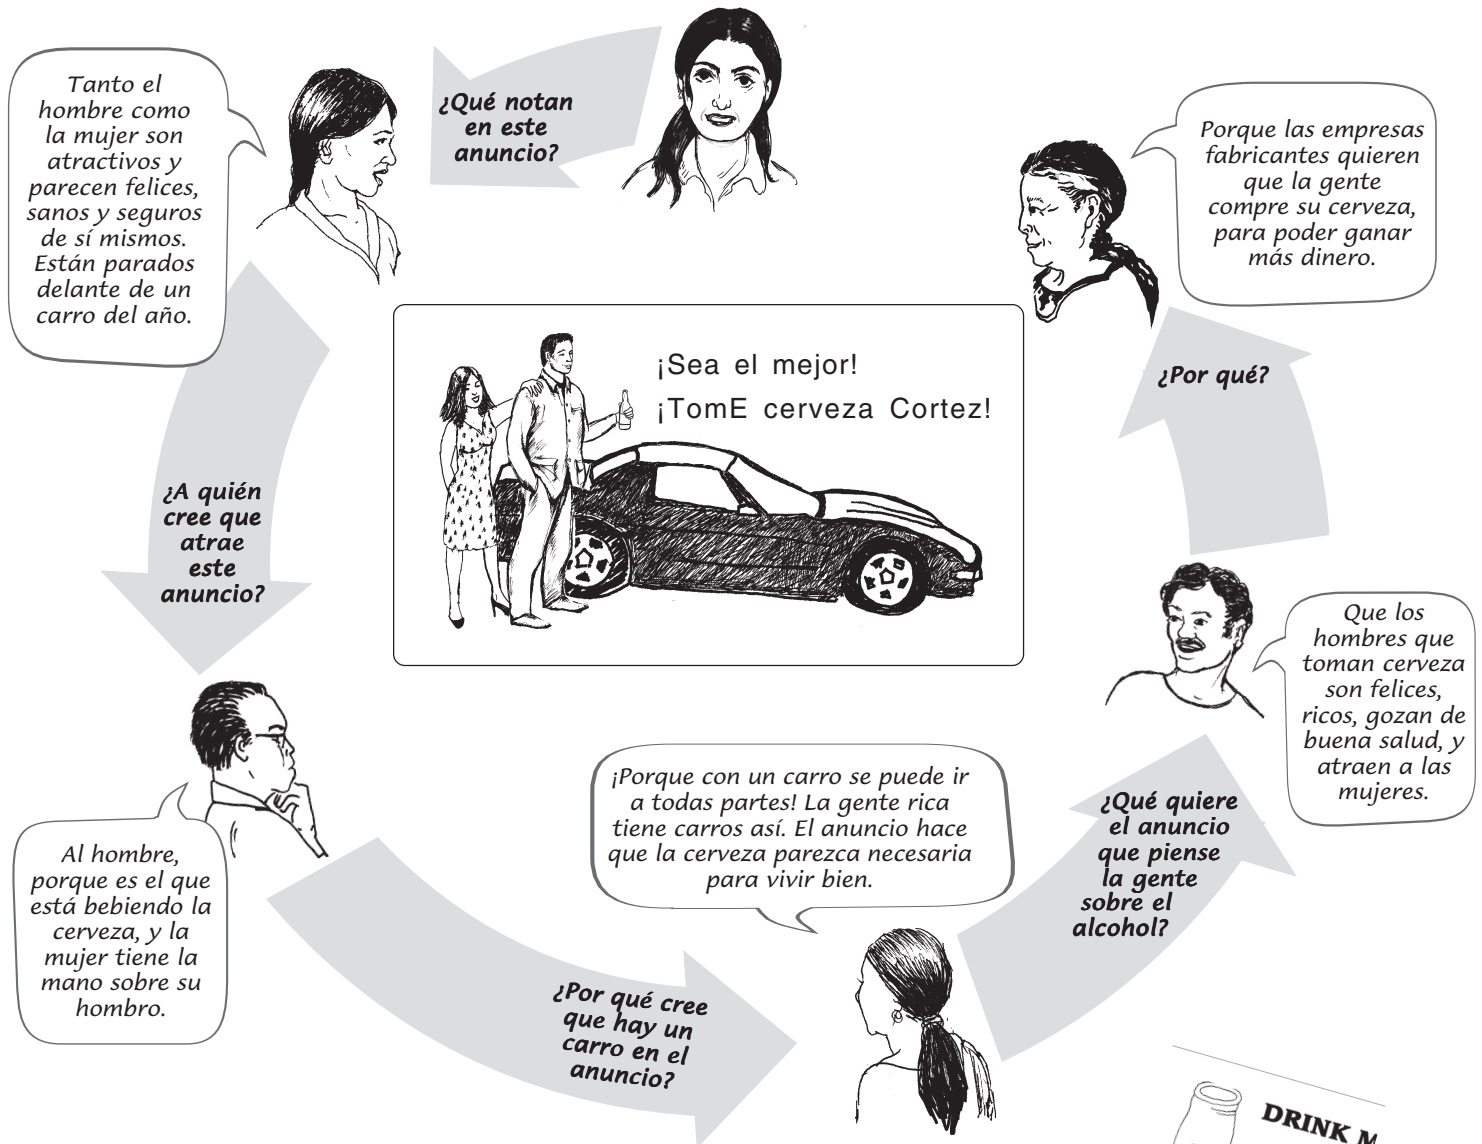 ¿Qué notan
en este
anuncio?
Tanto el
hombre como
la mujer son
atractivos y
parecen felices,
sanos y seguros
de sí mismos.
Están parados
delante de un
carro del año.
¿A quién
cree que
atrae
este
anuncio?
Al hombre,
porque es el que
está bebiendo la
cerveza, y la
mujer tiene la
mano sobre su
hombro.
¿Por qué cree
que hay un
carro en el
anuncio?
¡Porque con un carro se puede ir
a todas partes! La gente rica
tiene carros así. El anuncio hace
que la cerveza parezca necesaria
para vivir bien.
¿Qué quiere
el anuncio
que piense
la gente
sobre el
alcohol?
Que los
hombres que
toman cerveza
son felices,
ricos, gozan de
buena salud, y
atraen a las
mujeres.
¿Por qué?
Porque las empresas
fabricantes quieren
que la gente
compre su cerveza,
para poder ganar
más dinero.
¡Sea el mejor!
¡TomE cerveza Cortez!
DRINK